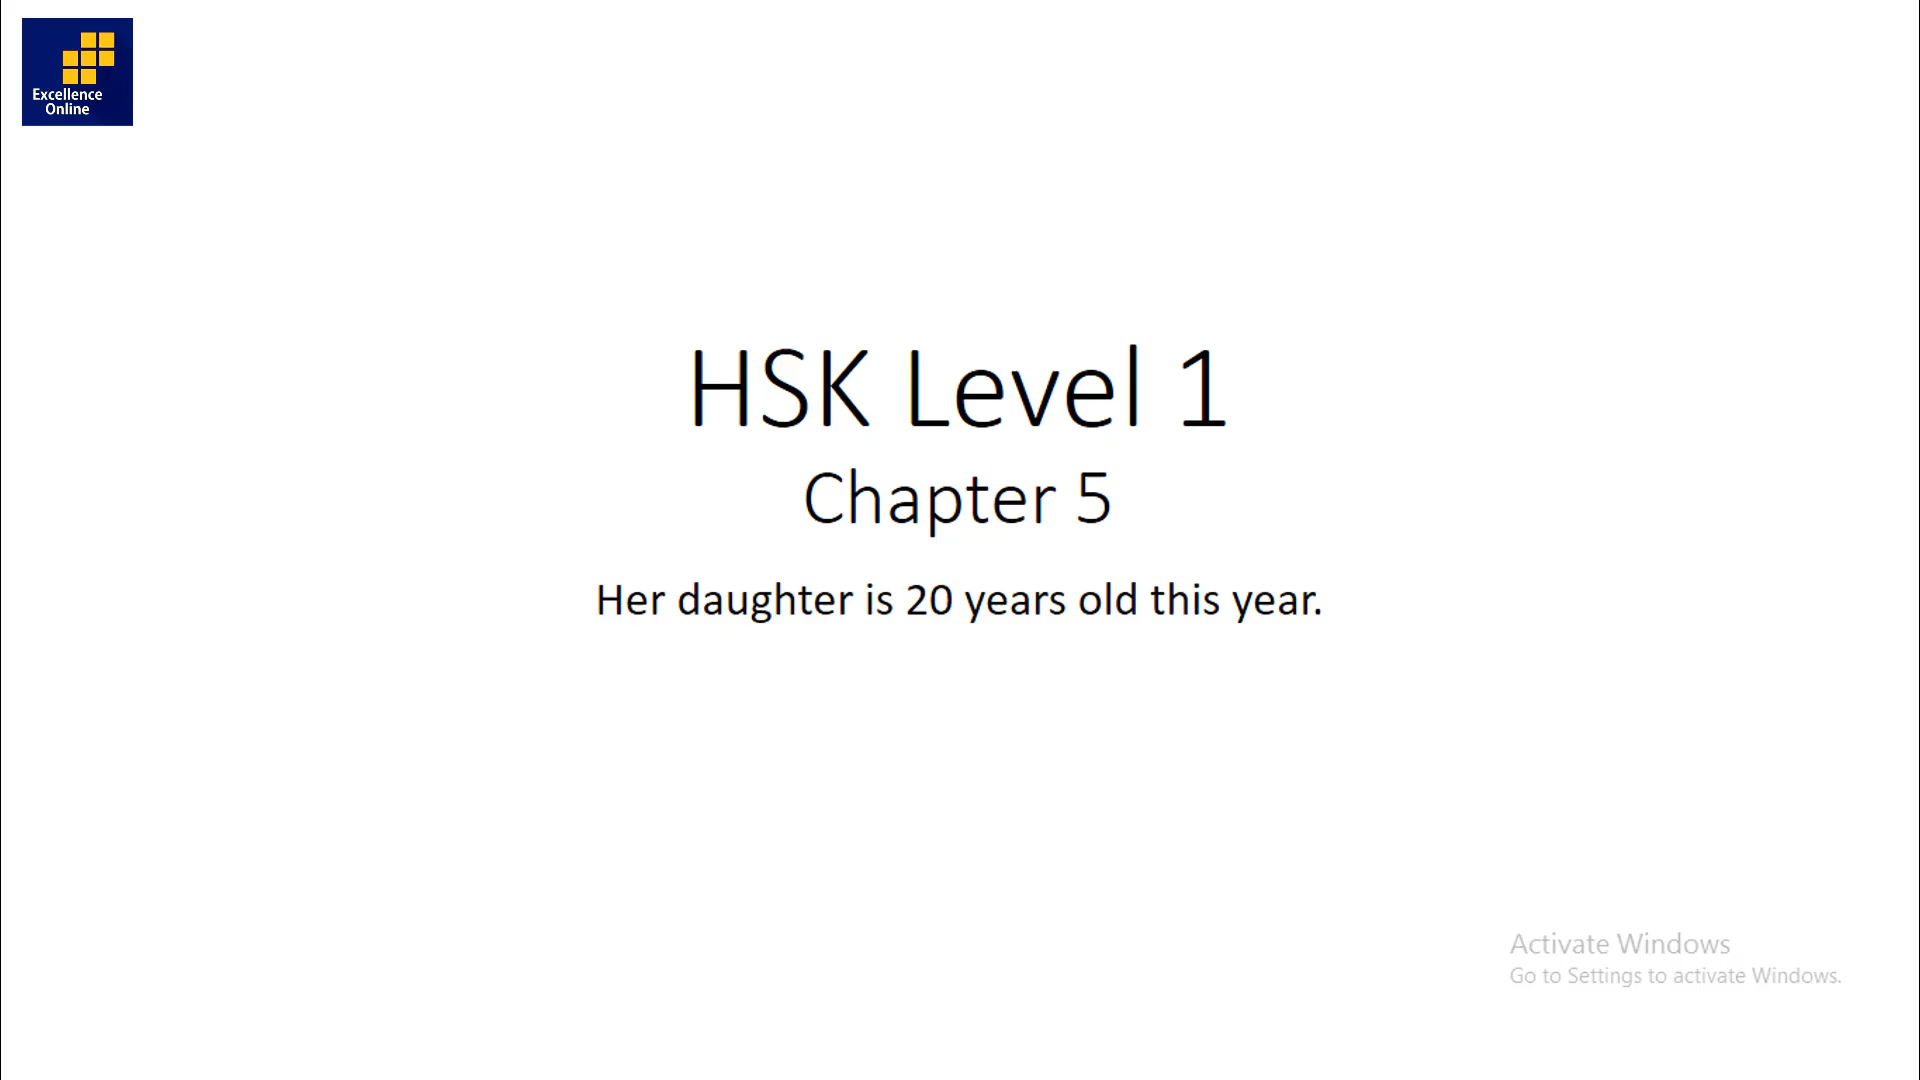 Excellence
Online
HSK Level 1
Chapter 5
Her daughter is 20 years old this year.
Activate Windows
Go to Settings to activate Windows.